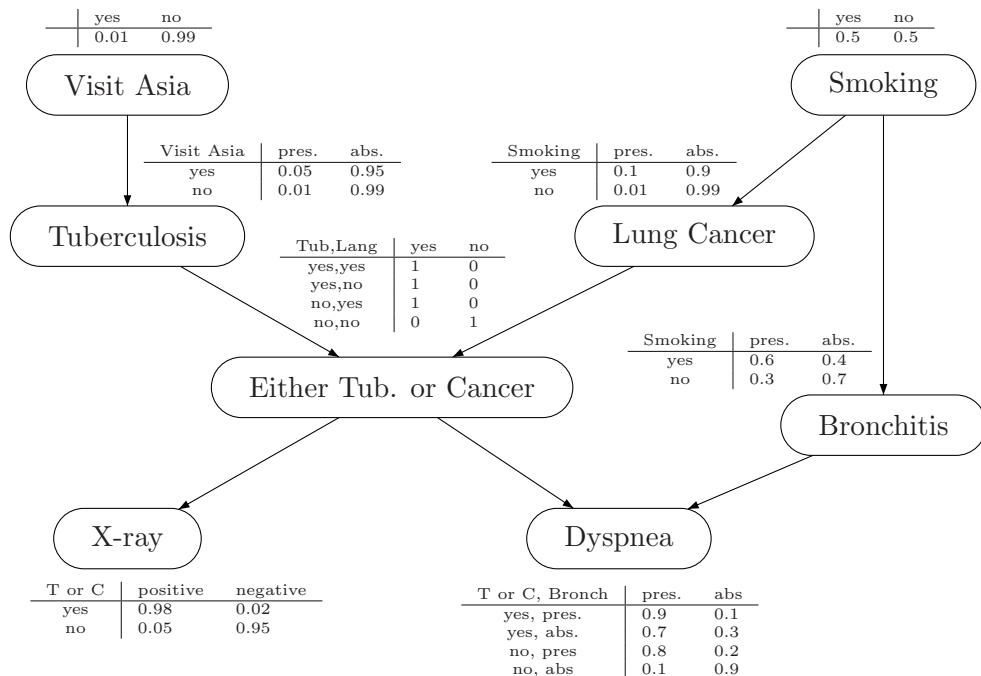 yes no
0.01 0.99
Visit Asia
yes no
0.5 0.5
Smoking
Visit Asia pres. abs.
yes 0.05 0.95
no 0.01 0.99
Smoking pres. abs.
yes 0.1 0.9
no 0.01 0.99
Tuberculosis
Lung Cancer
Tub,Lang yes no
yes,yes 1 0
yes,no 1 0
no,yes 1 0
no,no 0 1
Smoking pres. abs.
yes 0.6 0.4
no 0.3 0.7
Either Tub. or Cancer
Bronchitis
X-ray
Dyspnea
T or C positive negative
yes 0.98 0.02
no 0.05 0.95
T or C, Bronch pres. abs
yes, pres. 0.9 0.1
yes, abs. 0.7 0.3
no, pres 0.8 0.2
no, abs 0.1 0.9